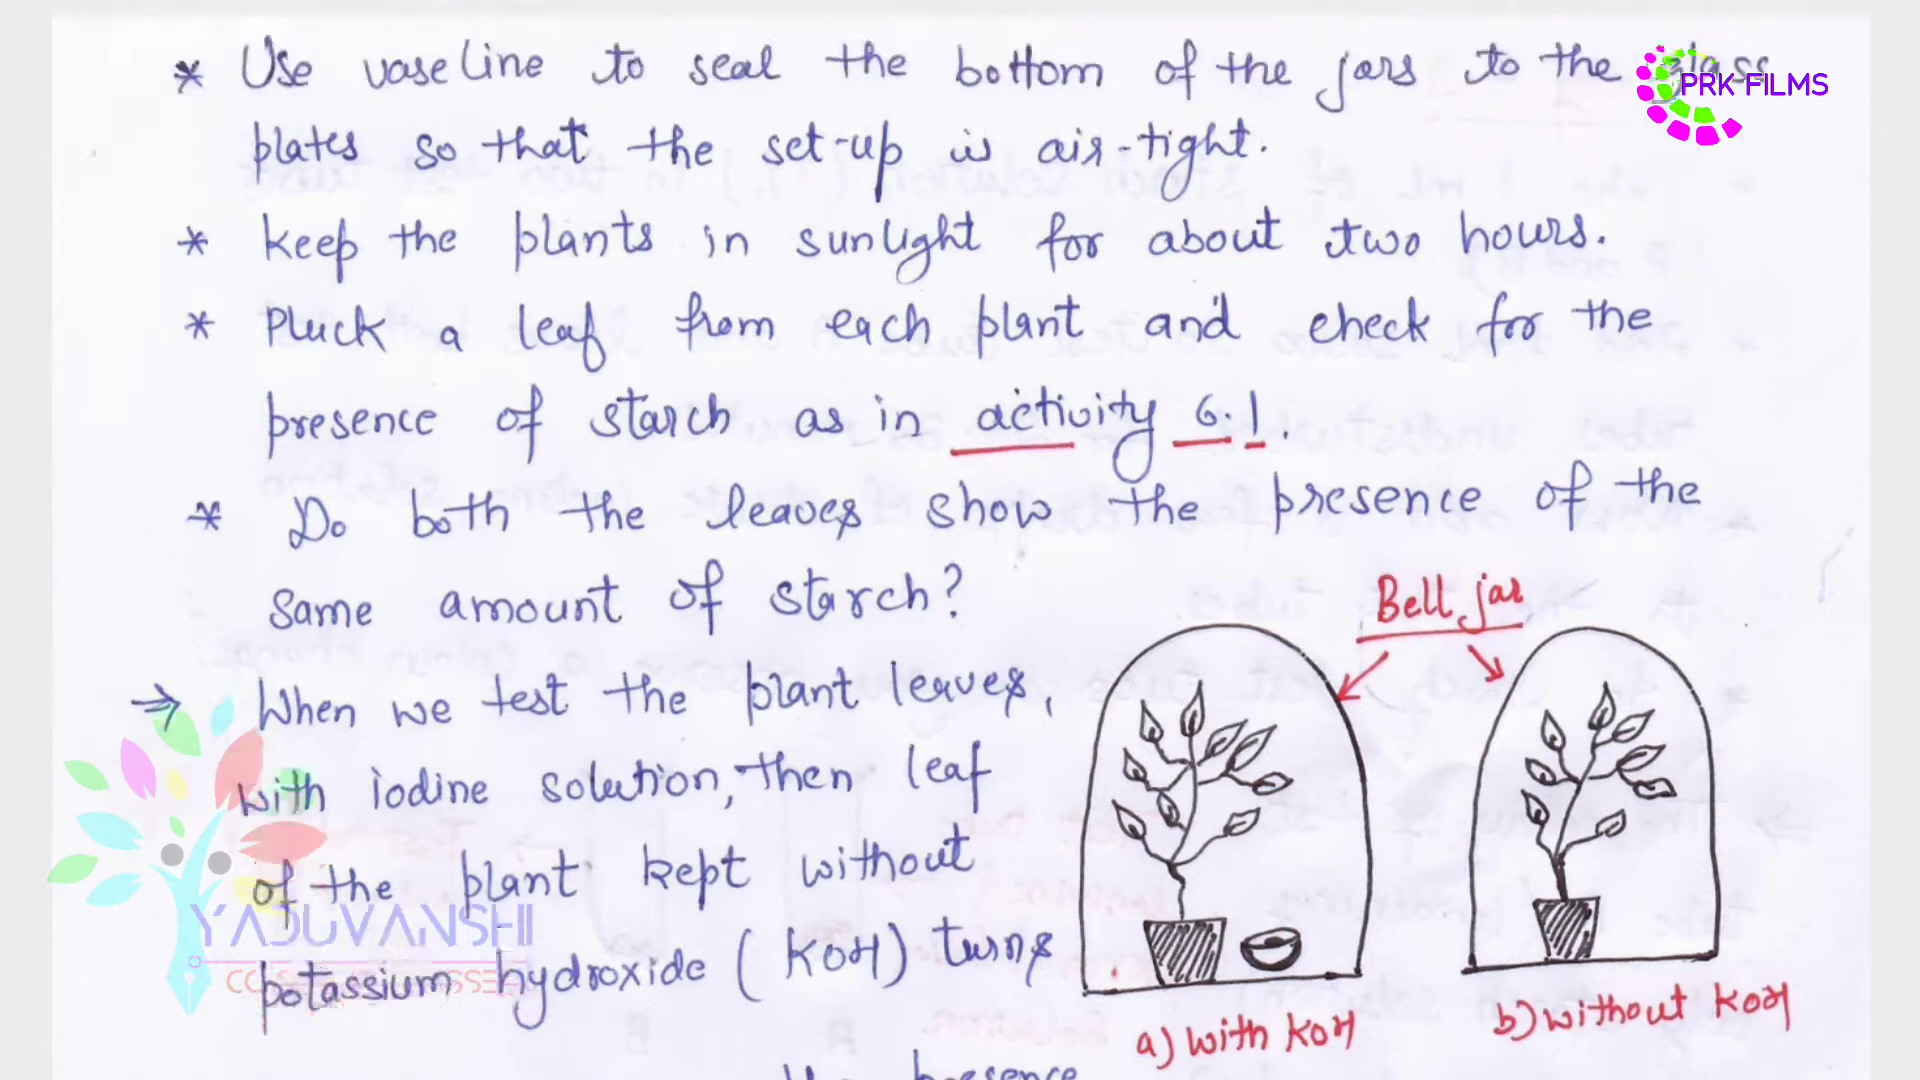 * Use vaseline to seal the bottom of the jars to the glass
PRK FILMS
plates so that the set-up is air-tight.
* Keep the plants in sunlight for about two hours.
* Pluck a leaf from each plant and check for the
presence of starch as in activity 6.1.
* Do both the leaves show the presence of the
same amount of starch?
Bell jar
⇒ When we test the plant leaves,
with iodine solution, then leaf
of the plant kept without
YADUVANSHI
potassium hydroxide (KOH) turns
a) with KOH
b) without KOH
the presence